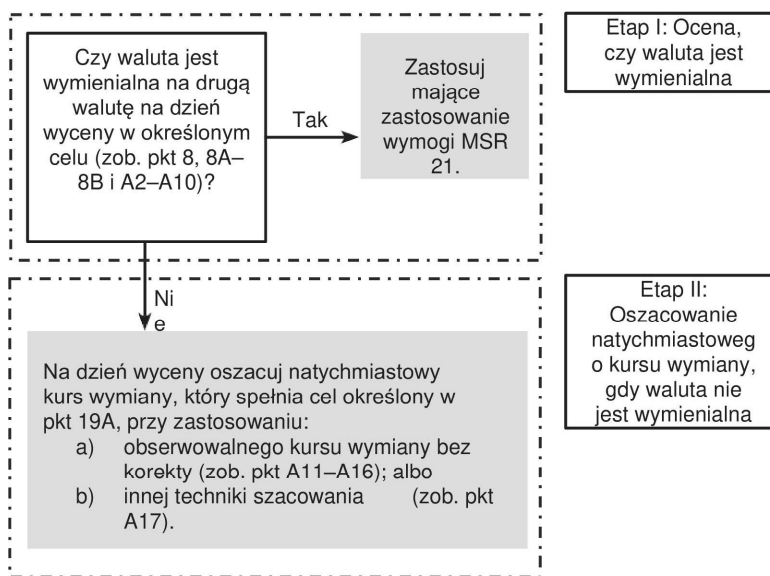 Czy waluta jest
wymienialna na drugą
walutę na dzień
wyceny w określonym
celu (zob. pkt 8, 8A–
8B i A2–A10)?
Tak
Zastosuj
mające
zastosowanie
wymogi MSR
21.
Etap I: Ocena,
czy waluta jest
wymienialna
Ni
e
Na dzień wyceny oszacuj natychmiastowy
kurs wymiany, który spełnia cel określony w
pkt 19A, przy zastosowaniu:
a) obserwowalnego kursu wymiany bez
korekty (zob. pkt A11–A16); albo
b) innej techniki szacowania (zob. pkt
A17).
Etap II:
Oszacowanie
natychmiastoweg
o kursu wymiany,
gdy waluta nie
jest wymienialna